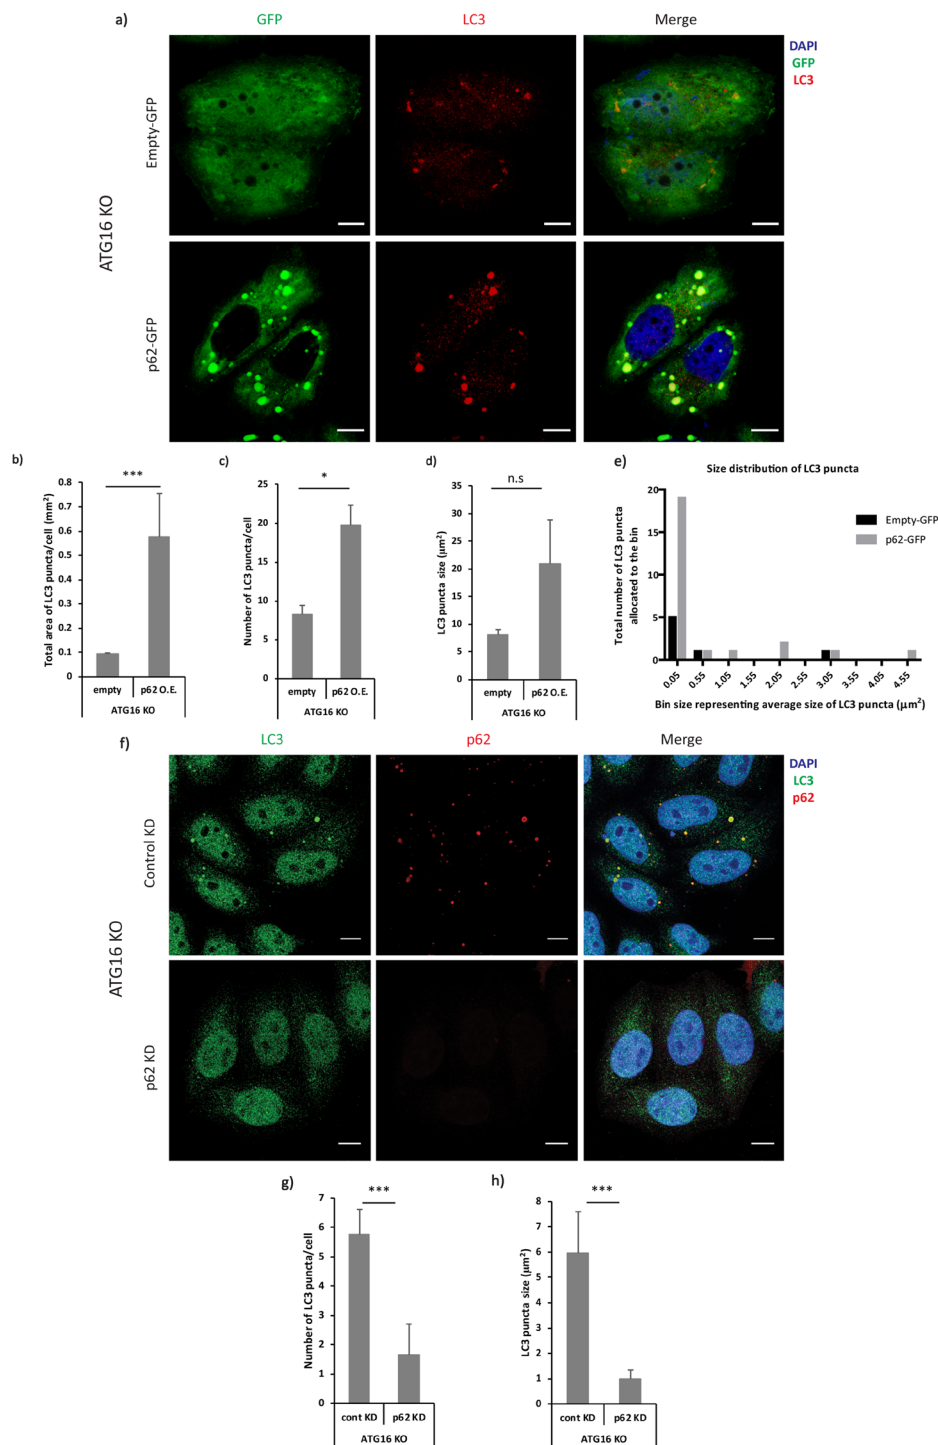 a)
GFP
LC3
Merge
DAPI
GFP
LC3
Empty-GFP
ATG16 KO
p62-GFP
b)
***
Total area of LC3 puncta/cell (mm²)
0.8
0.7
0.6
0.5
0.4
0.3
0.2
0.1
0
empty
p62 O.E.
ATG16 KO
c)
*
Number of LC3 puncta/cell
25
20
15
10
5
0
empty
p62 O.E.
ATG16 KO
d)
n.s
LC3 puncta size (µm²)
35
30
25
20
15
10
5
0
empty
p62 O.E.
ATG16 KO
e)
Size distribution of LC3 puncta
Total number of LC3 puncta
allocated to the bin
20
15
10
5
0
Empty-GFP
p62-GFP
0.05
0.55
1.05
1.55
2.05
2.55
3.05
3.55
4.05
4.55
Bin size representing average size of LC3 puncta (µm²)
f)
LC3
p62
Merge
DAPI
LC3
p62
Control KD
ATG16 KO
p62 KD
g)
***
Number of LC3 puncta/cell
7
6
5
4
3
2
1
0
cont KD
p62 KD
ATG16 KO
h)
***
LC3 puncta size (µm²)
8
7
6
5
4
3
2
1
0
cont KD
p62 KD
ATG16 KO